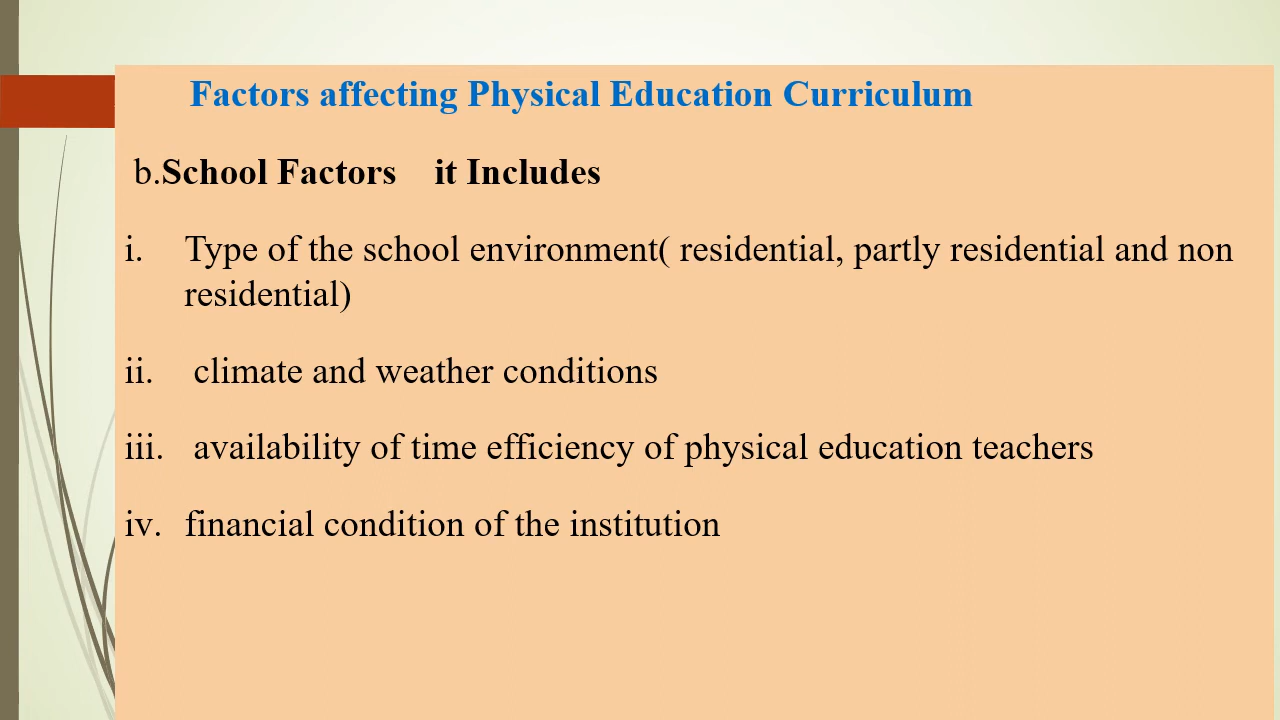 Factors affecting Physical Education Curriculum
b.School Factors it Includes
i. Type of the school environment( residential, partly residential and non
residential)
ii. climate and weather conditions
iii. availability of time efficiency of physical education teachers
iv. financial condition of the institution